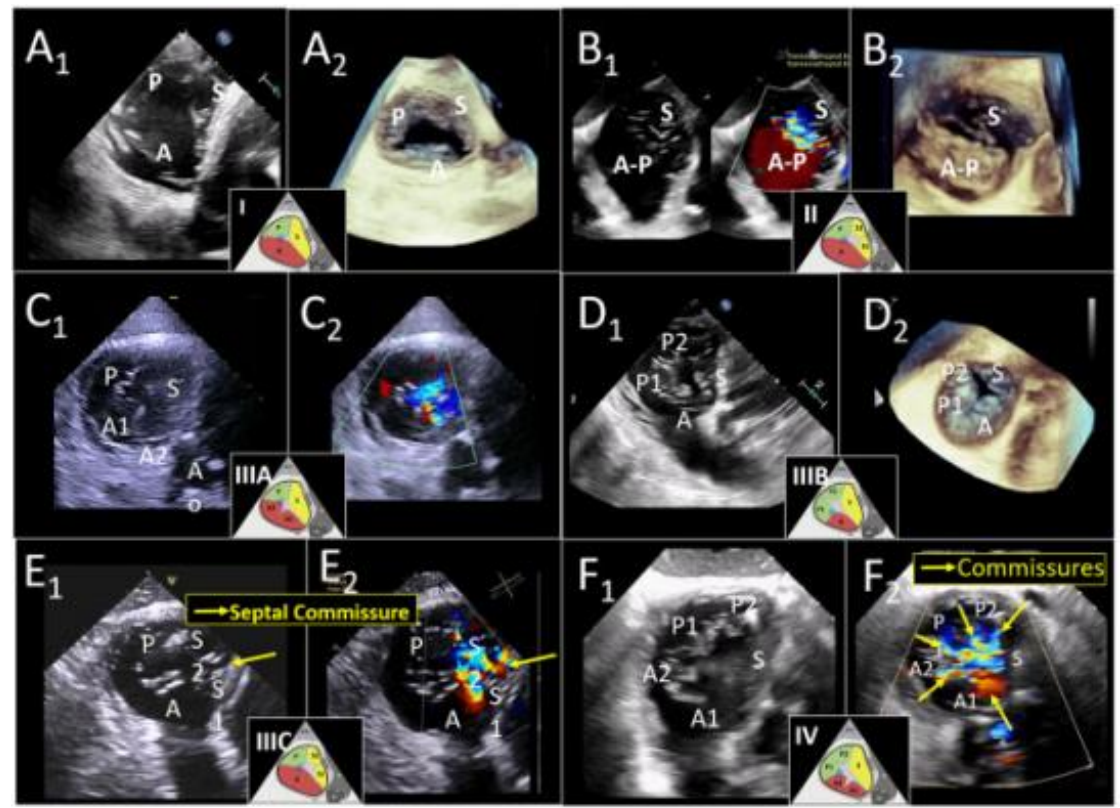 A1
A2
P
S
A
P
S
A
I
B1
B2
S
A-P
S
A-P
S
A-P
II
C1
C2
P
S
A1
A2
A
o
IIIA
D1
D2
P2
P1
S
A
P2
S
P1
A
IIIB
E1
E2
→Septal Commissure
P
S
2
S
1
A
P
S
2
S
1
A
IIIC
F1
F2
→Commissures
P1
P2
A2
S
A1
P
P2
A2
S
A1
IV